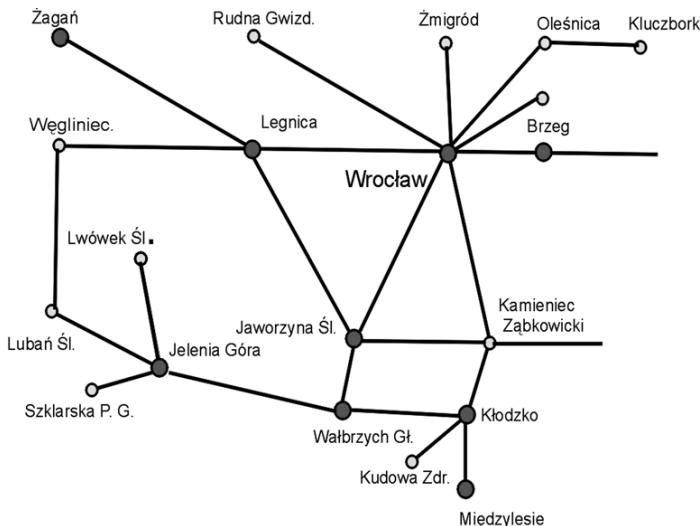 Żagań
Rudna Gwizd.
Żmigród
Oleśnica
Kluczbork
Węgliniec.
Legnica
Brzeg
Wrocław
Lwówek Śl.
Kamieniec
Ząbkowicki
Jaworzyna Śl.
Lubań Śl.
Jelenia Góra
Szklarska P. G.
Wałbrzych Gł.
Kłodzko
Kudowa Zdr.
Miedzylesie